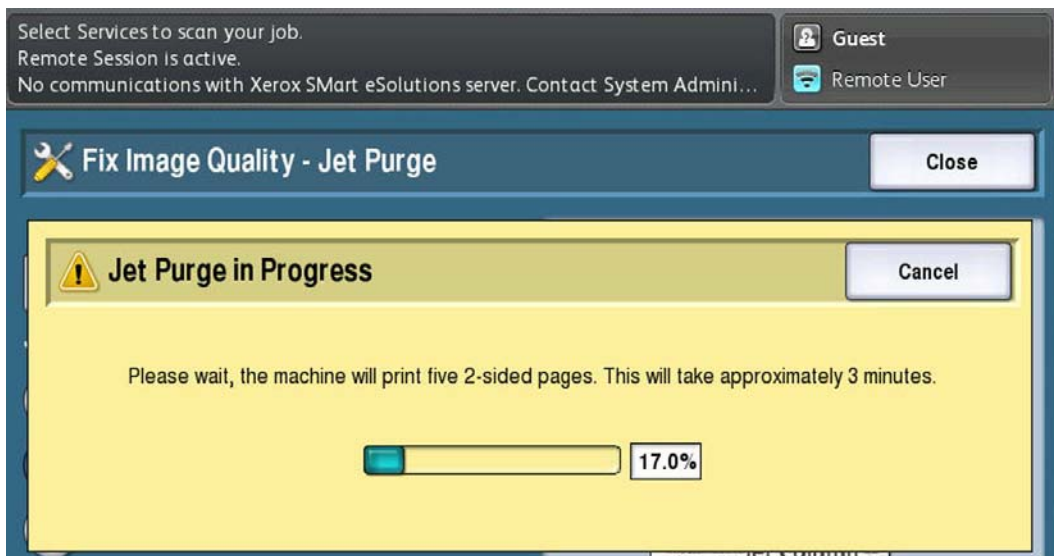 Select Services to scan your job.
Remote Session is active.
No communications with Xerox SMart eSolutions server. Contact System Admini...
Guest
Remote User
Fix Image Quality - Jet Purge
Close
Jet Purge in Progress
Cancel
Please wait, the machine will print five 2-sided pages. This will take approximately 3 minutes.
17.0%